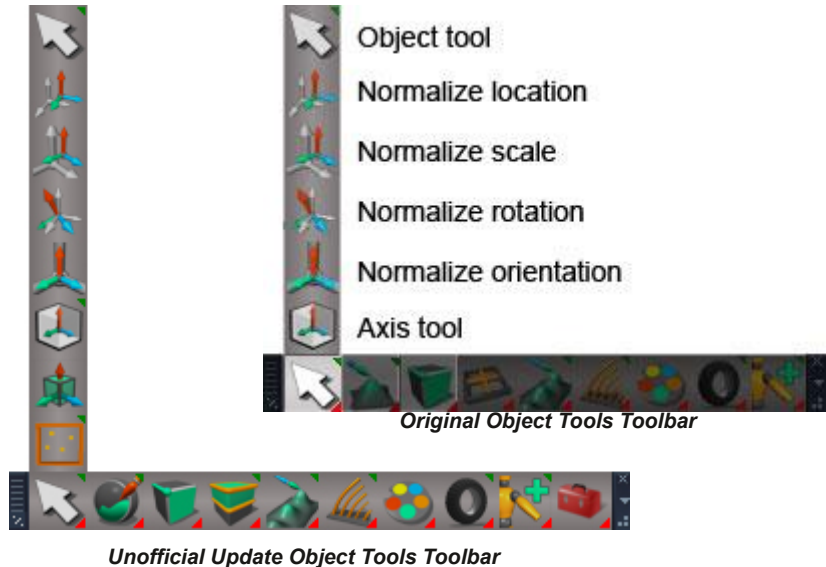 Object tool
Normalize location
Normalize scale
Normalize rotation
Normalize orientation
Axis tool
Original Object Tools Toolbar
Unofficial Update Object Tools Toolbar